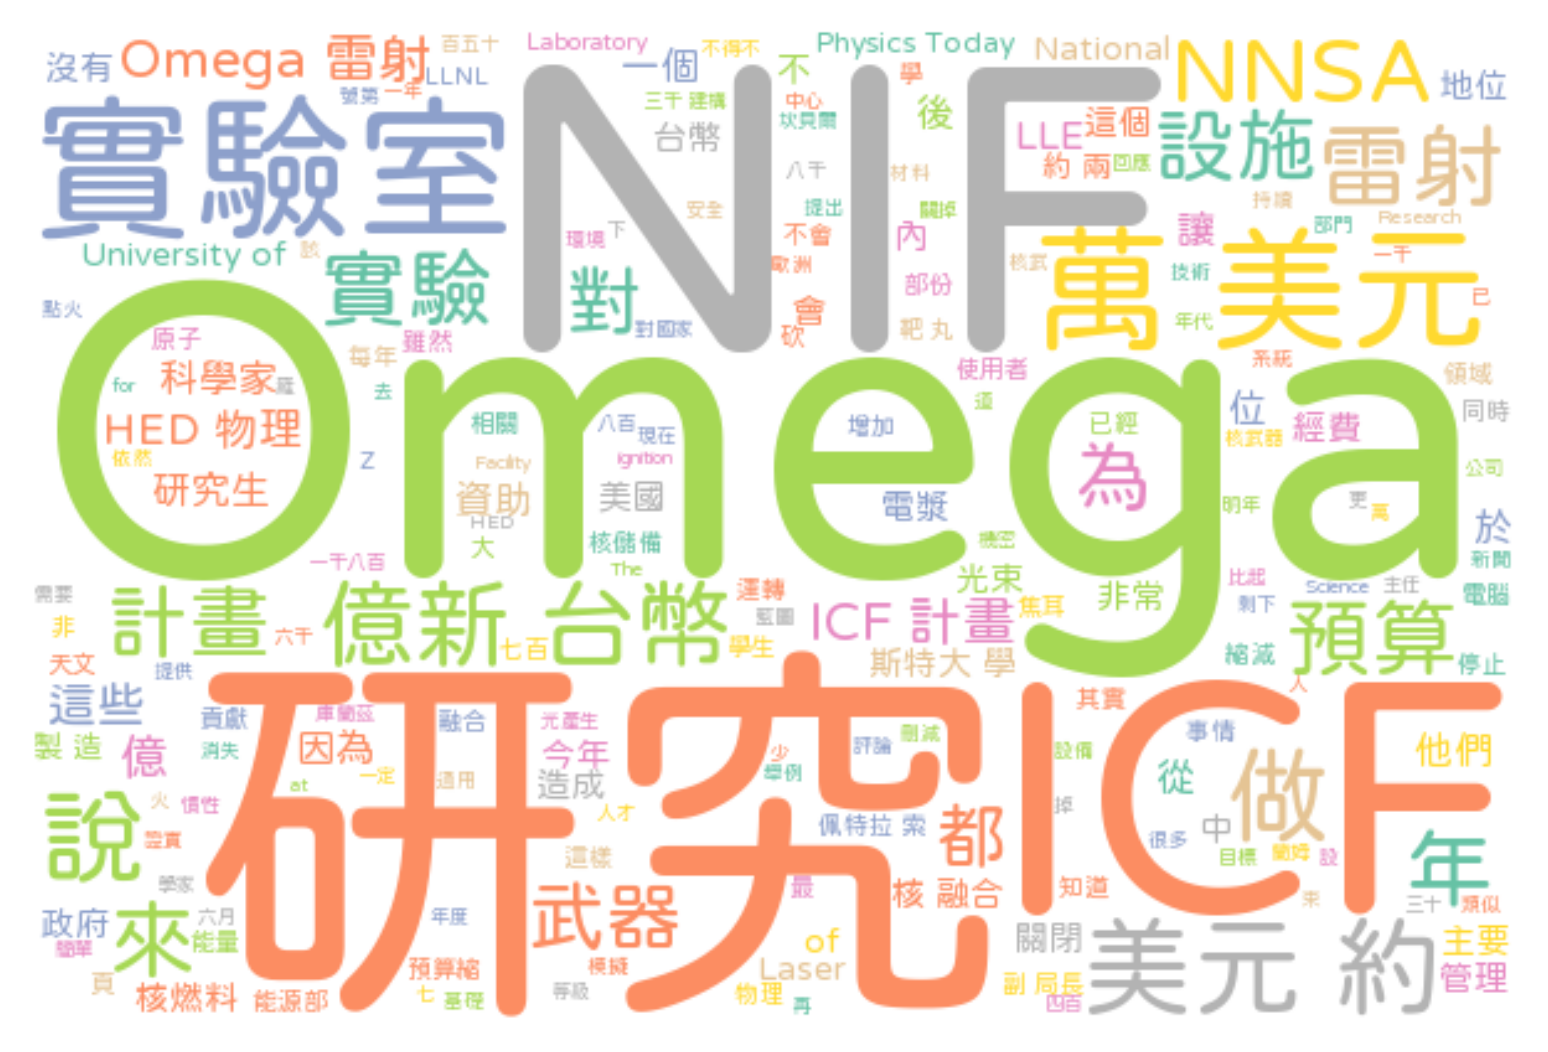 沒有 Omega 雷射 百五十 LLNL Laboratory 一個 不得不 不 Physics Today National NNSA 地位
號第 一年 三千 建構 中心 學
實驗室 NIF 台幣 坎貝爾 後 LLE 這個 設施 雷射
約 兩 回應
八千 材料
安全 提出 關掉 持續
University of 該 環境 下 不會 內 讓 部門 Research
實驗 對 歐洲 核武 萬美元 一千
技術
點火 對國家 會 部份 已
原子 雖然 砍 靶 丸 年代
每年 系統
科學家 使用者 領域
for 羅 去 道
Omega
HED 物理 相關 八百 現在 增加 已經 位 經費 同時
依然 Z Facility ignition 核武器 公司
研究生 資助 美國 電漿 為 明年 更 萬 於
HED
大 核儲備 機密 新聞
一千八百 The 光束 非常 比起 Science 主任 電腦
需要 計畫 億新 台幣 運轉 藍圖 ICF 計畫 焦耳 剩下 預算
非 六千 七百 學生
天文 提供 斯特大 學 縮減 停止
這些 研究 ICF 其實 人
貢獻 庫蘭茲 融合 元產生 事情
製 造 億 消失 因為 今年 少 評論 刪減 設備 他們
at 一定 適用 造成 舉例 從 做
火 慣性 人才 掉
說 證實 佩特拉 索 都 很多 中
這樣 目標 蘭姆 設 年
學家 武器 最 核 融合 知道 束 三十 類似
政府 來 六月 年度
簡單 能量 of 關閉 美元 約 主要
頁 預算縮 模擬 Laser 副 局長 管理
核燃料 能源部 七 基礎 等級 物理 再 四百